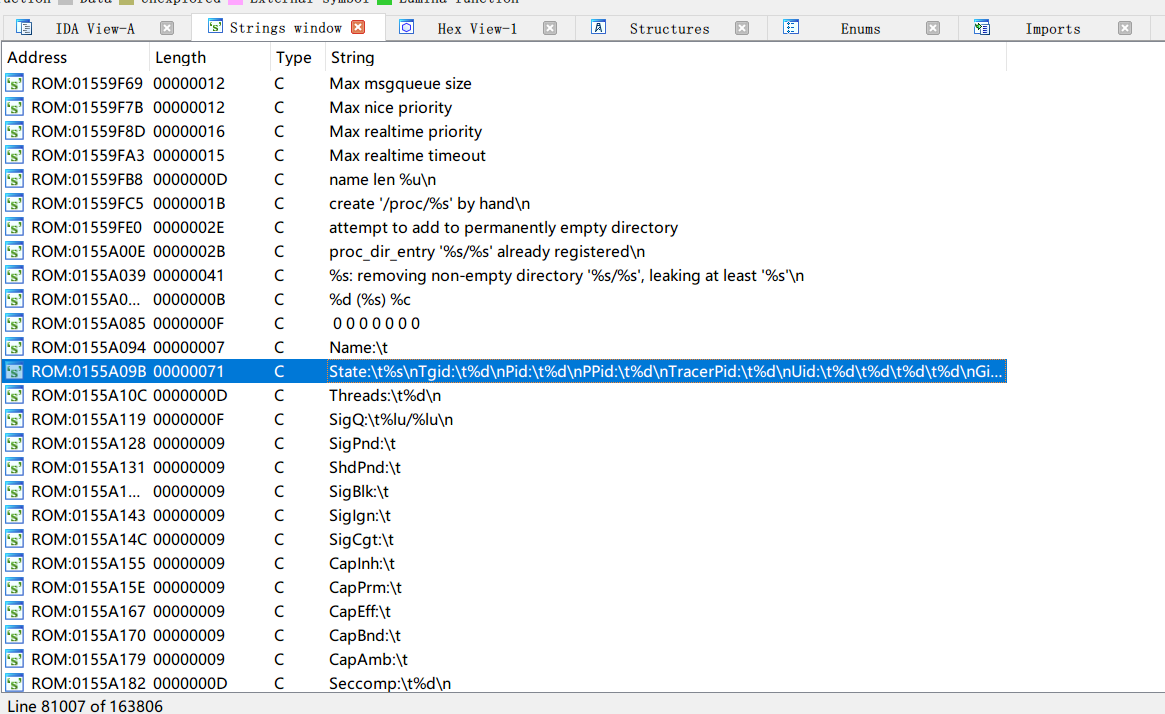 Data unexplored External symbol Lumina function
IDA View-A Strings window Hex View-1 Structures Enums Imports
Address Length Type String
ROM:01559F69 00000012 C Max msgqueue size
ROM:01559F7B 00000012 C Max nice priority
ROM:01559F8D 00000016 C Max realtime priority
ROM:01559FA3 00000015 C Max realtime timeout
ROM:01559FB8 0000000D C name len %u\n
ROM:01559FC5 0000001B C create '/proc/%s' by hand\n
ROM:01559FE0 0000002E C attempt to add to permanently empty directory
ROM:0155A00E 0000002B C proc_dir_entry '%s/%s' already registered\n
ROM:0155A039 00000041 C %s: removing non-empty directory '%s/%s', leaking at least '%s'\n
ROM:0155A0... 0000000B C %d (%s) %c
ROM:0155A085 0000000F C 0 0 0 0 0 0 0
ROM:0155A094 00000007 C Name:\t
ROM:0155A09B 00000071 C State:\t%s\nTgid:\t%d\nPid:\t%d\nPPid:\t%d\nTracerPid:\t%d\nUid:\t%d\t%d\t%d\t%d\nGi...
ROM:0155A10C 0000000D C Threads:\t%d\n
ROM:0155A119 0000000F C SigQ:\t%lu/%lu\n
ROM:0155A128 00000009 C SigPnd:\t
ROM:0155A131 00000009 C ShdPnd:\t
ROM:0155A1... 00000009 C SigBlk:\t
ROM:0155A143 00000009 C SigIgn:\t
ROM:0155A14C 00000009 C SigCgt:\t
ROM:0155A155 00000009 C CapInh:\t
ROM:0155A15E 00000009 C CapPrm:\t
ROM:0155A167 00000009 C CapEff:\t
ROM:0155A170 00000009 C CapBnd:\t
ROM:0155A179 00000009 C CapAmb:\t
ROM:0155A182 0000000D C Seccomp:\t%d\n
Line 81007 of 163806